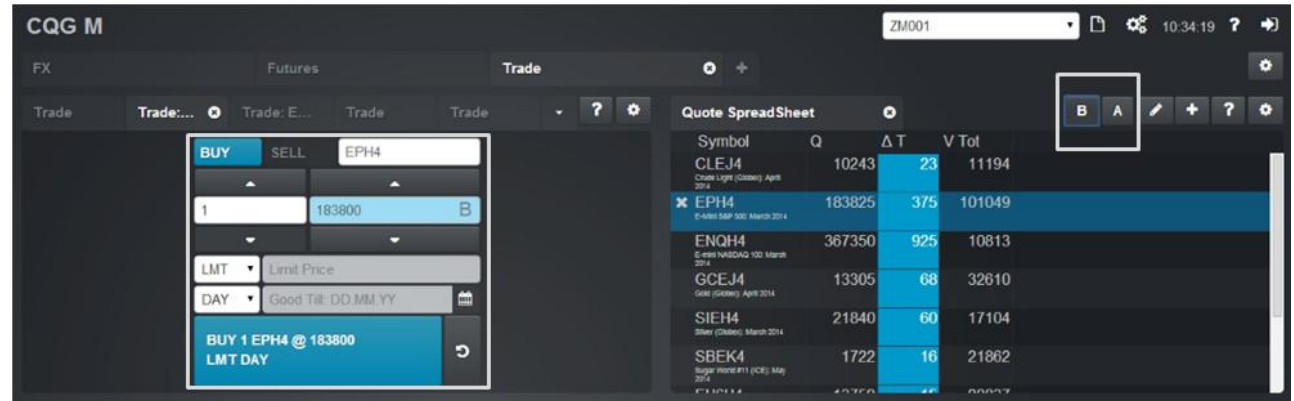 CQG M
ZM001
10:34:19 ?
FX Futures Trade +
Trade Trade:... Trade: E... Trade Trade ?
Quote SpreadSheet B A + ?
BUY SELL EPH4
1 183800 B
LMT Limit Price
DAY Good Till: DD.MM.YY
BUY 1 EPH4 @ 183800
LMT DAY
Symbol Q Δ T V Tot
CLEJ4 10243 23 11194
Crude Light (Globex): April
2014
EPH4 183825 375 101049
E-Mini S&P 500: March 2014
ENQH4 367350 925 10813
E-mini NASDAQ 100: March
2014
GCEJ4 13305 68 32610
Gold (Globex): April 2014
SIEH4 21840 60 17104
Silver (Globex): March 2014
SBEK4 1722 16 21862
Sugar World #11 (ICE): May
2014